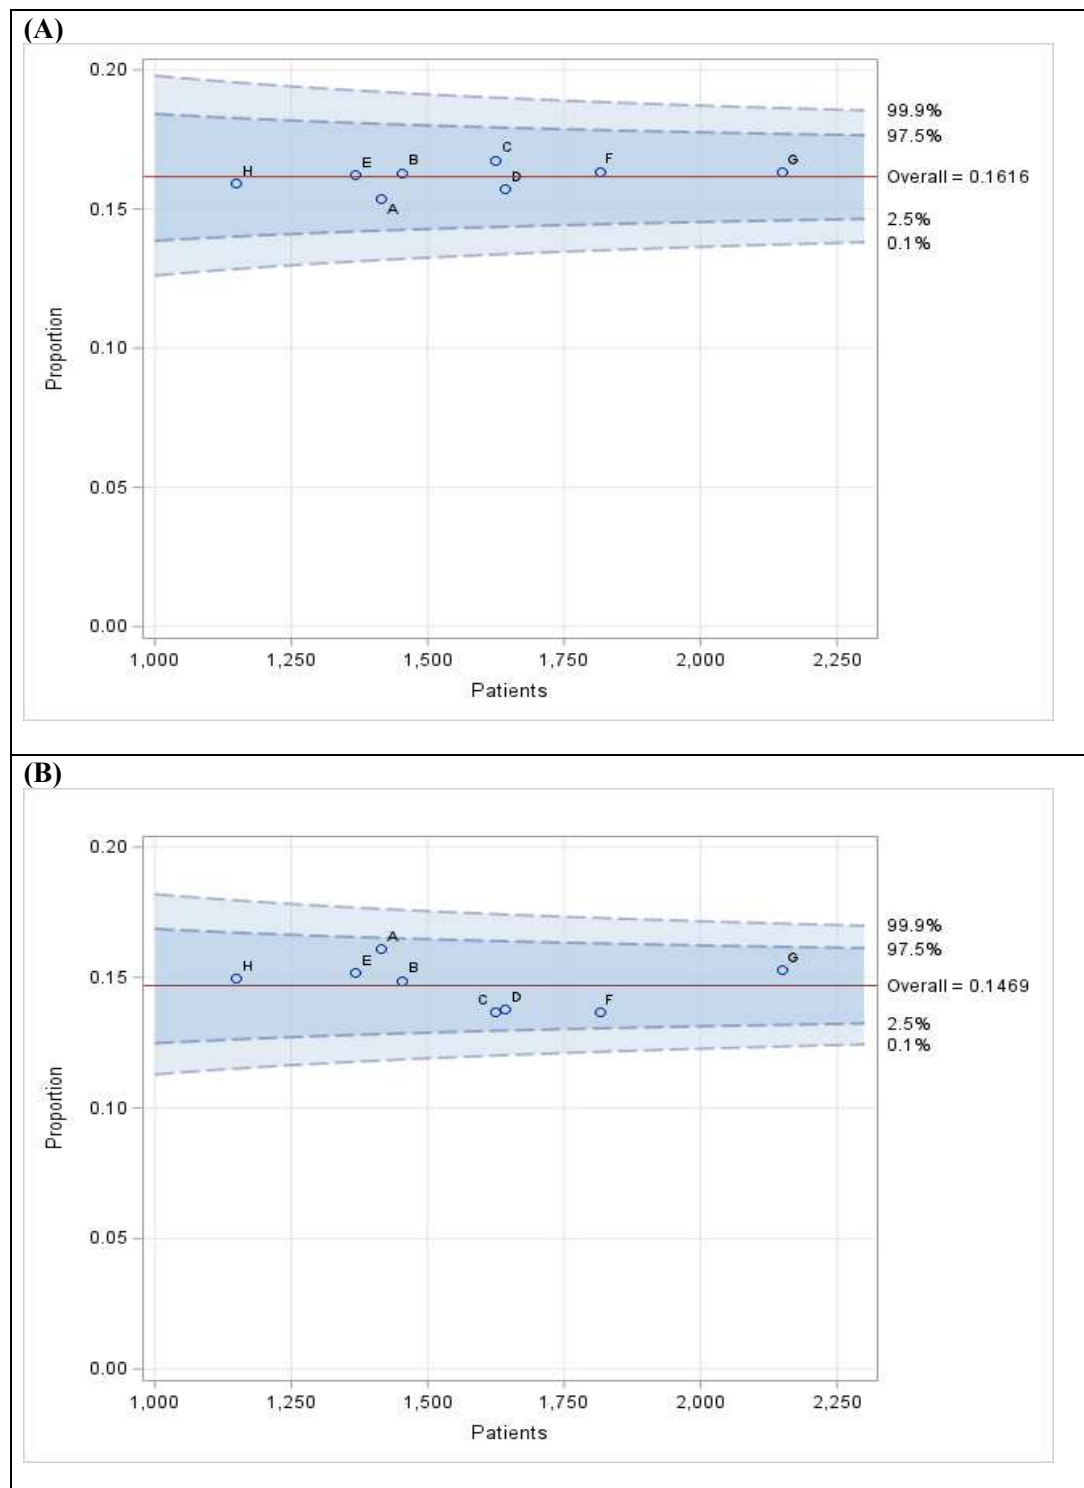 (A)
0.20
99.9%
97.5%
C
H E B F G
D
Overall = 0.1616
A
0.15
2.5%
0.1%
0.10
Proportion
0.05
0.00
1,000 1,250 1,500 1,750 2,000 2,250
Patients
(B)
0.20
99.9%
A
97.5%
H E B G
0.15
Overall = 0.1469
C D F
2.5%
0.1%
0.10
Proportion
0.05
0.00
1,000 1,250 1,500 1,750 2,000 2,250
Patients